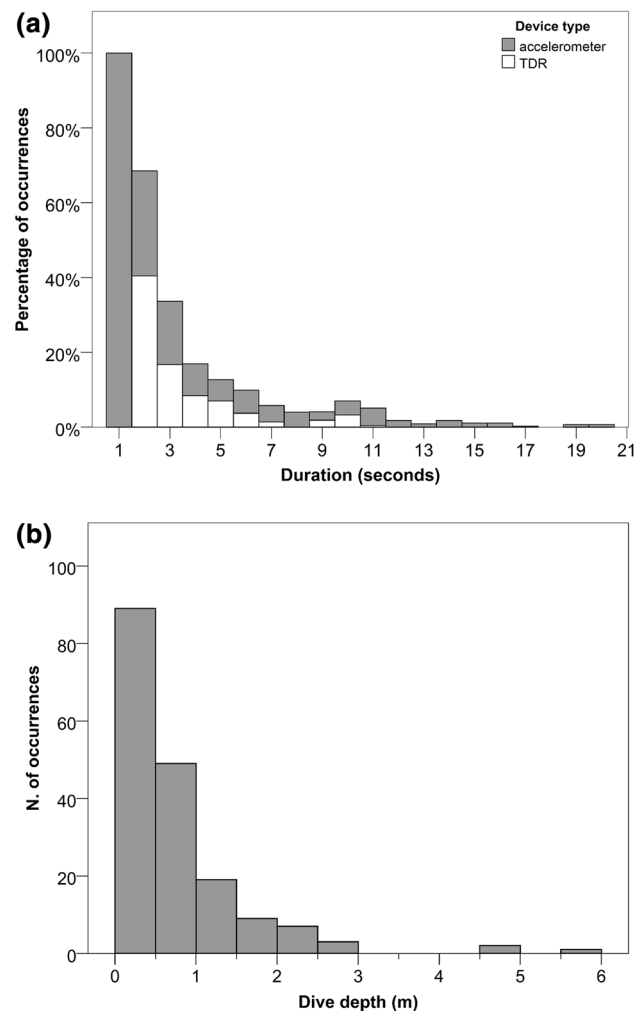 (a)
Device type
accelerometer
TDR
100%
80%
60%
40%
20%
0%
Percentage of occurrences
1 3 5 7 9 11 13 15 17 19 21
Duration (seconds)
(b)
100
80
60
40
20
0
N. of occurrences
0 1 2 3 4 5 6
Dive depth (m)